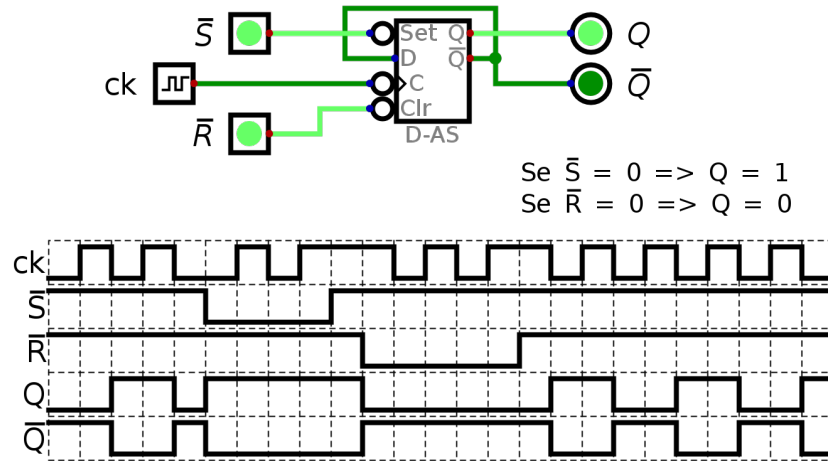 S̅ Set Q Q
D Q̅
ck C Q̅
R̅ Clr
D-AS
Se S̅ = 0 => Q = 1
Se R̅ = 0 => Q = 0
ck
S̅
R̅
Q
Q̅